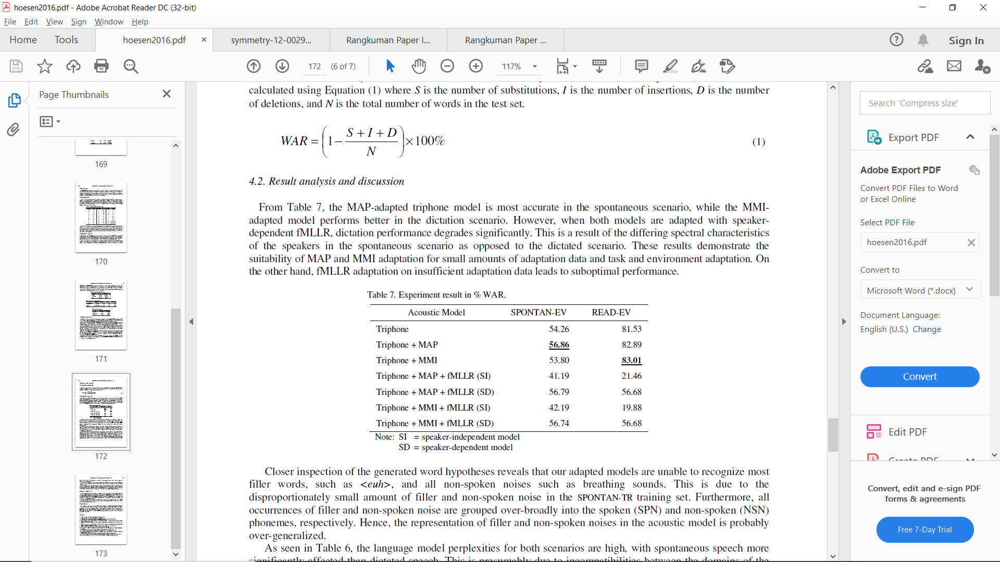 hoesen2016.pdf - Adobe Acrobat Reader DC (32-bit)
File Edit View Sign Window Help
Home Tools hoesen2016.pdf × symmetry-12-0029... Rangkuman Paper I... Rangkuman Paper ... Sign In
172 (6 of 7) 117%
Page Thumbnails
169
170
171
172
173
calculated using Equation (1) where S is the number of substitutions, I is the number of insertions, D is the number
of deletions, and N is the total number of words in the test set.
WAR = (1 − (S + I + D) / N) × 100% (1)
4.2. Result analysis and discussion
From Table 7, the MAP-adapted triphone model is most accurate in the spontaneous scenario, while the MMI-
adapted model performs better in the dictation scenario. However, when both models are adapted with speaker-
dependent fMLLR, dictation performance degrades significantly. This is a result of the differing spectral characteristics
of the speakers in the spontaneous scenario as opposed to the dictated scenario. These results demonstrate the
suitability of MAP and MMI adaptation for small amounts of adaptation data and task and environment adaptation. On
the other hand, fMLLR adaptation on insufficient adaptation data leads to suboptimal performance.
Table 7. Experiment result in % WAR.
Acoustic Model SPONTAN-EV READ-EV
Triphone 54.26 81.53
Triphone + MAP 56.86 82.89
Triphone + MMI 53.80 83.01
Triphone + MAP + fMLLR (SI) 41.19 21.46
Triphone + MAP + fMLLR (SD) 56.79 56.68
Triphone + MMI + fMLLR (SI) 42.19 19.88
Triphone + MMI + fMLLR (SD) 56.74 56.68
Note: SI = speaker-independent model
SD = speaker-dependent model
Closer inspection of the generated word hypotheses reveals that our adapted models are unable to recognize most
filler words, such as <euh>, and all non-spoken noises such as breathing sounds. This is due to the
disproportionately small amount of filler and non-spoken noise in the SPONTAN-TR training set. Furthermore, all
occurrences of filler and non-spoken noise are grouped over-broadly into the spoken (SPN) and non-spoken (NSN)
phonemes, respectively. Hence, the representation of filler and non-spoken noises in the acoustic model is probably
over-generalized.
As seen in Table 6, the language model perplexities for both scenarios are high, with spontaneous speech more
significantly affected than dictated speech. This is presumably due to incompatibilities between the domains of the
Search 'Compress size'
Export PDF
Adobe Export PDF
Convert PDF Files to Word
or Excel Online
Select PDF File
hoesen2016.pdf
Convert to
Microsoft Word (*.docx)
Document Language:
English (U.S.) Change
Convert
Edit PDF
Create PDF
Convert, edit and e-sign PDF
forms & agreements
Free 7-Day Trial